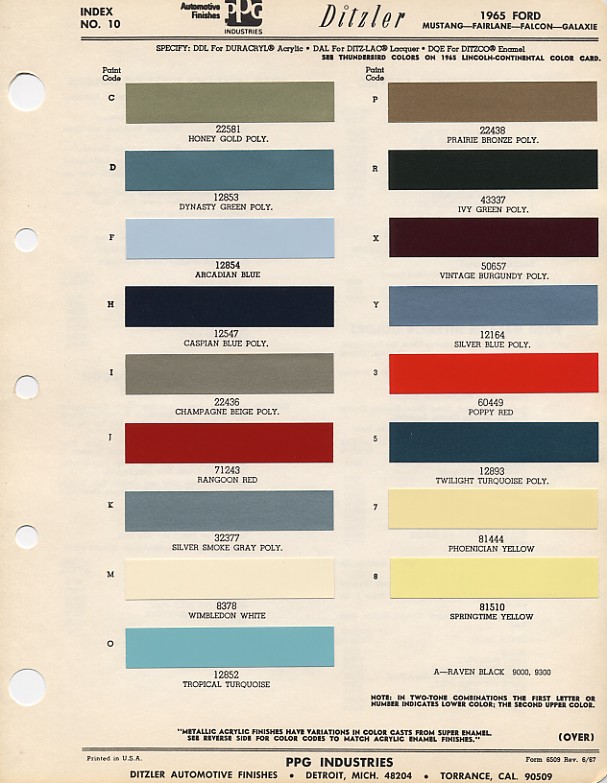 INDEX
NO. 10
Automotive
Finishes
PPG
INDUSTRIES
Ditzler
1965 FORD
MUSTANG—FAIRLANE—FALCON—GALAXIE
SPECIFY: DDL For DURACRYL® Acrylic • DAL For DITZ-LAC® Lacquer • DQE For DITZCO® Enamel
SEE THUNDERBIRD COLORS ON 1965 LINCOLN-CONTINENTAL COLOR CARD.
Paint
Code
C
22581
HONEY GOLD POLY.
D
12853
DYNASTY GREEN POLY.
F
12854
ARCADIAN BLUE
H
12547
CASPIAN BLUE POLY.
I
22436
CHAMPAGNE BEIGE POLY.
J
71243
RANGOON RED
K
32377
SILVER SMOKE GRAY POLY.
M
8378
WIMBLEDON WHITE
O
12852
TROPICAL TURQUOISE
Paint
Code
P
22438
PRAIRIE BRONZE POLY.
R
43337
IVY GREEN POLY.
X
50657
VINTAGE BURGUNDY POLY.
Y
12164
SILVER BLUE POLY.
3
60449
POPPY RED
5
12893
TWILIGHT TURQUOISE POLY.
7
81444
PHOENICIAN YELLOW
8
81510
SPRINGTIME YELLOW
A—RAVEN BLACK 9000, 9300
NOTE: IN TWO-TONE COMBINATIONS THE FIRST LETTER OR
NUMBER INDICATES LOWER COLOR; THE SECOND UPPER COLOR.
"METALLIC ACRYLIC FINISHES HAVE VARIATIONS IN COLOR CASTS FROM SUPER ENAMEL.
SEE REVERSE SIDE FOR COLOR CODES TO MATCH ACRYLIC ENAMEL FINISHES."
(OVER)
Printed in U.S.A.
PPG INDUSTRIES
Form 6509 Rev. 6/67
DITZLER AUTOMOTIVE FINISHES • DETROIT, MICH. 48204 • TORRANCE, CAL. 90509